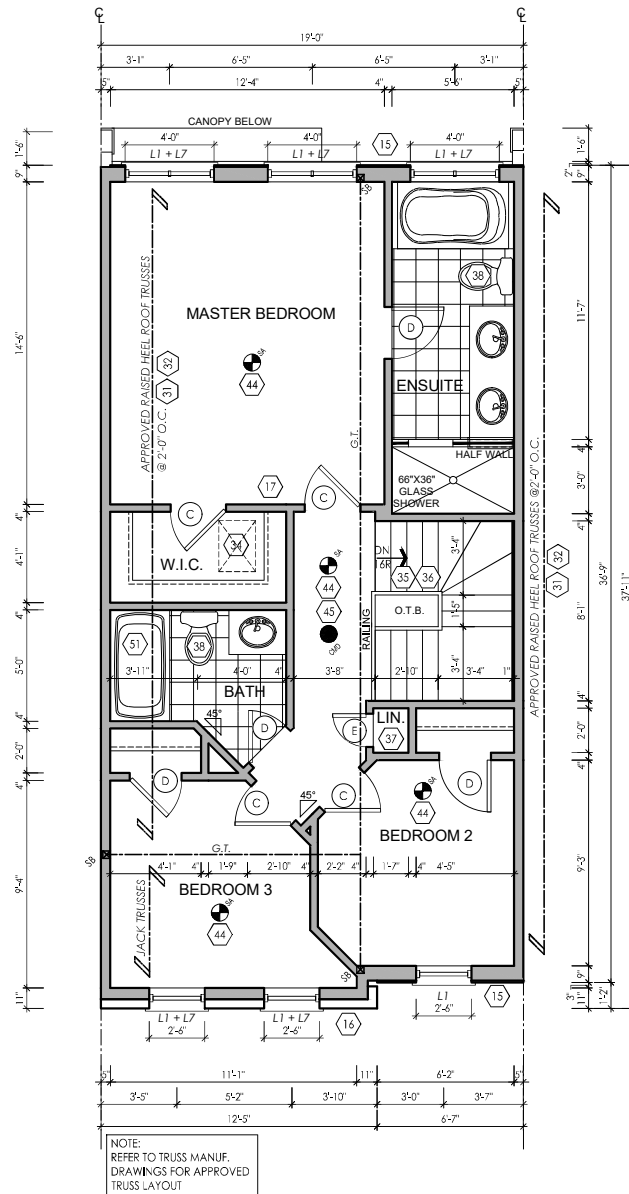 ℄ ℄
19'-0"
3'-1" 6'-5" 6'-5" 3'-1"
5" 12'-4" 4" 5'-6" 5"
CANOPY BELOW
1'-6" 4'-0" 4'-0" 15 4'-0" 1'-6"
L1 + L7 L1 + L7 L1 + L7
9" 2" 9"
SB
38
APPROVED RAISED HEEL ROOF TRUSSES
@ 2'-0" O.C.
31 32
MASTER BEDROOM
D
SA
44
ENSUITE
14'-6"
11'-7"
G.T.
HALF WALL
4"
66"X36"
GLASS
SHOWER
3'-0"
17
C C
4" 4"
APPROVED RAISED HEEL ROOF TRUSSES @2'-0" O.C.
31 32
36'-9"
37'-11"
34
W.I.C.
4'-1"
SA
44
45
CMD
DN
16R
3'-4"
35 36
O.T.B.
1'-5"
RAILING
8'-1"
4"
51
38
3'-11" 4'-0" 4" 3'-8" 2'-10" 3'-4" 3'-4" 1"
5'-0"
BATH
45°
D
E
LIN.
37
4" 4"
2'-0" 2'-0"
D
D
4" 4"
C C
45°
SA
44
BEDROOM 2
G.T.
SB
4'-1" 4" 1'-9" 2'-10" 4" 2'-2" 4" 1'-7" 4" 4'-5"
BEDROOM 3
SA
44
JACK TRUSSES
9'-4"
9'-3"
SB
9"
11"
L1 + L7 L1 + L7 L1
2'-6" 2'-6" 2'-6"
16
15
3" 11" 1'-2"
5" 11'-1" 11" 6'-2" 5"
3'-5" 5'-2" 3'-10" 3'-0" 3'-7"
12'-5" 6'-7"
NOTE:
REFER TO TRUSS MANUF.
DRAWINGS FOR APPROVED
TRUSS LAYOUT